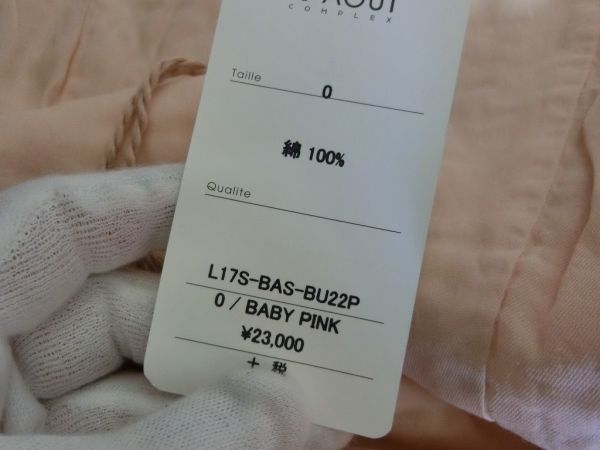 COMPLEX
Taille
0
綿 100%
Qualite
L17S-BAS-BU22P
0 / BABY PINK
¥23,000
+ 税